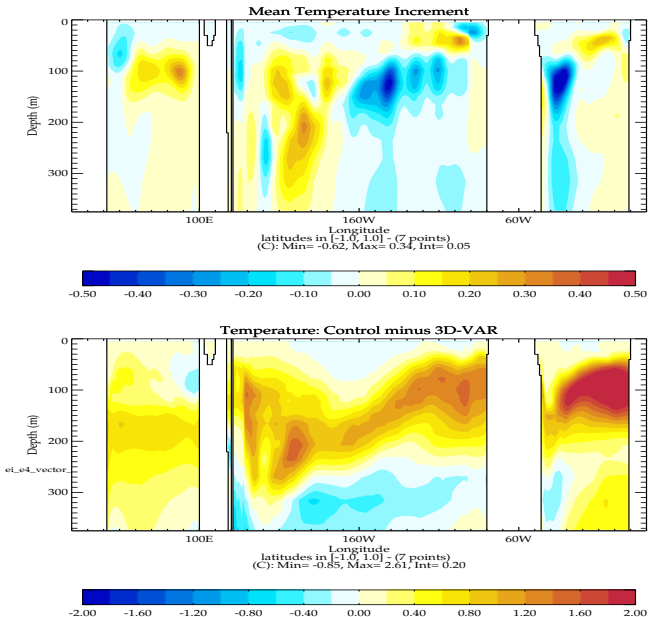 Mean Temperature Increment
0
100
200
300
Depth (m)
100E
160W
60W
Longitude
latitudes in [-1.0, 1.0] - (7 points)
(C): Min= -0.62, Max= 0.34, Int= 0.05
-0.50 -0.40 -0.30 -0.20 -0.10 0.00 0.10 0.20 0.30 0.40 0.50
Temperature: Control minus 3D-VAR
0
100
200
300
Depth (m)
ei_e4_vector_
100E
160W
60W
Longitude
latitudes in [-1.0, 1.0] - (7 points)
(C): Min= -0.85, Max= 2.61, Int= 0.20
-2.00 -1.60 -1.20 -0.80 -0.40 0.00 0.40 0.80 1.20 1.60 2.00